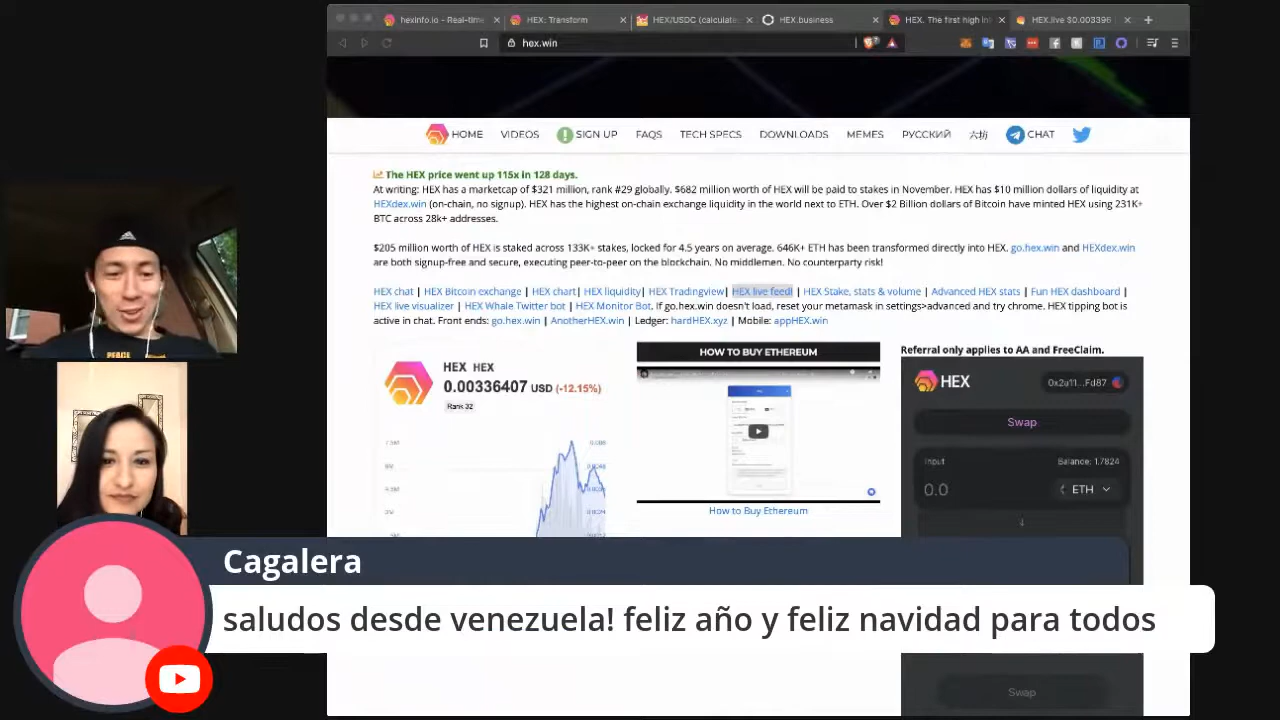 hexinfo.io - Real-time
HEX: Transform
HEX/USDC (calculate
HEX.business
HEX. The first high int
HEX.live $0.003396
hex.win
HOME VIDEOS SIGN UP FAQS TECH SPECS DOWNLOADS MEMES РУССКИЙ CHAT
The HEX price went up 115x in 128 days.
At writing: HEX has a marketcap of $321 million, rank #29 globally. $682 million worth of HEX will be paid to stakes in November. HEX has $10 million dollars of liquidity at
HEXdex.win (on-chain, no signup). HEX has the highest on-chain exchange liquidity in the world next to ETH. Over $2 Billion dollars of Bitcoin have minted HEX using 231K+
BTC across 28k+ addresses.
$205 million worth of HEX is staked across 133K+ stakes, locked for 4.5 years on average. 646K+ ETH has been transformed directly into HEX. go.hex.win and HEXdex.win
are both signup-free and secure, executing peer-to-peer on the blockchain. No middlemen. No counterparty risk!
HEX chat | HEX Bitcoin exchange | HEX chart| HEX liquidity| HEX Tradingview| HEX live feed! | HEX Stake, stats & volume | Advanced HEX stats | Fun HEX dashboard |
HEX live visualizer | HEX Whale Twitter bot | HEX Monitor Bot. If go.hex.win doesn't load, reset your metamask in settings>advanced and try chrome. HEX tipping bot is
active in chat. Front ends: go.hex.win | AnotherHEX.win | Ledger: hardHEX.xyz | Mobile: appHEX.win
HEX HEX
0.00336407 USD (-12.15%)
Rank 32
HOW TO BUY ETHEREUM
How to Buy Ethereum
Referral only applies to AA and FreeClaim.
HEX
0x2a11...Fd87
Swap
Input
Balance: 1.7824
0.0
ETH
Swap
PEACE
Cagalera
saludos desde venezuela! feliz año y feliz navidad para todos